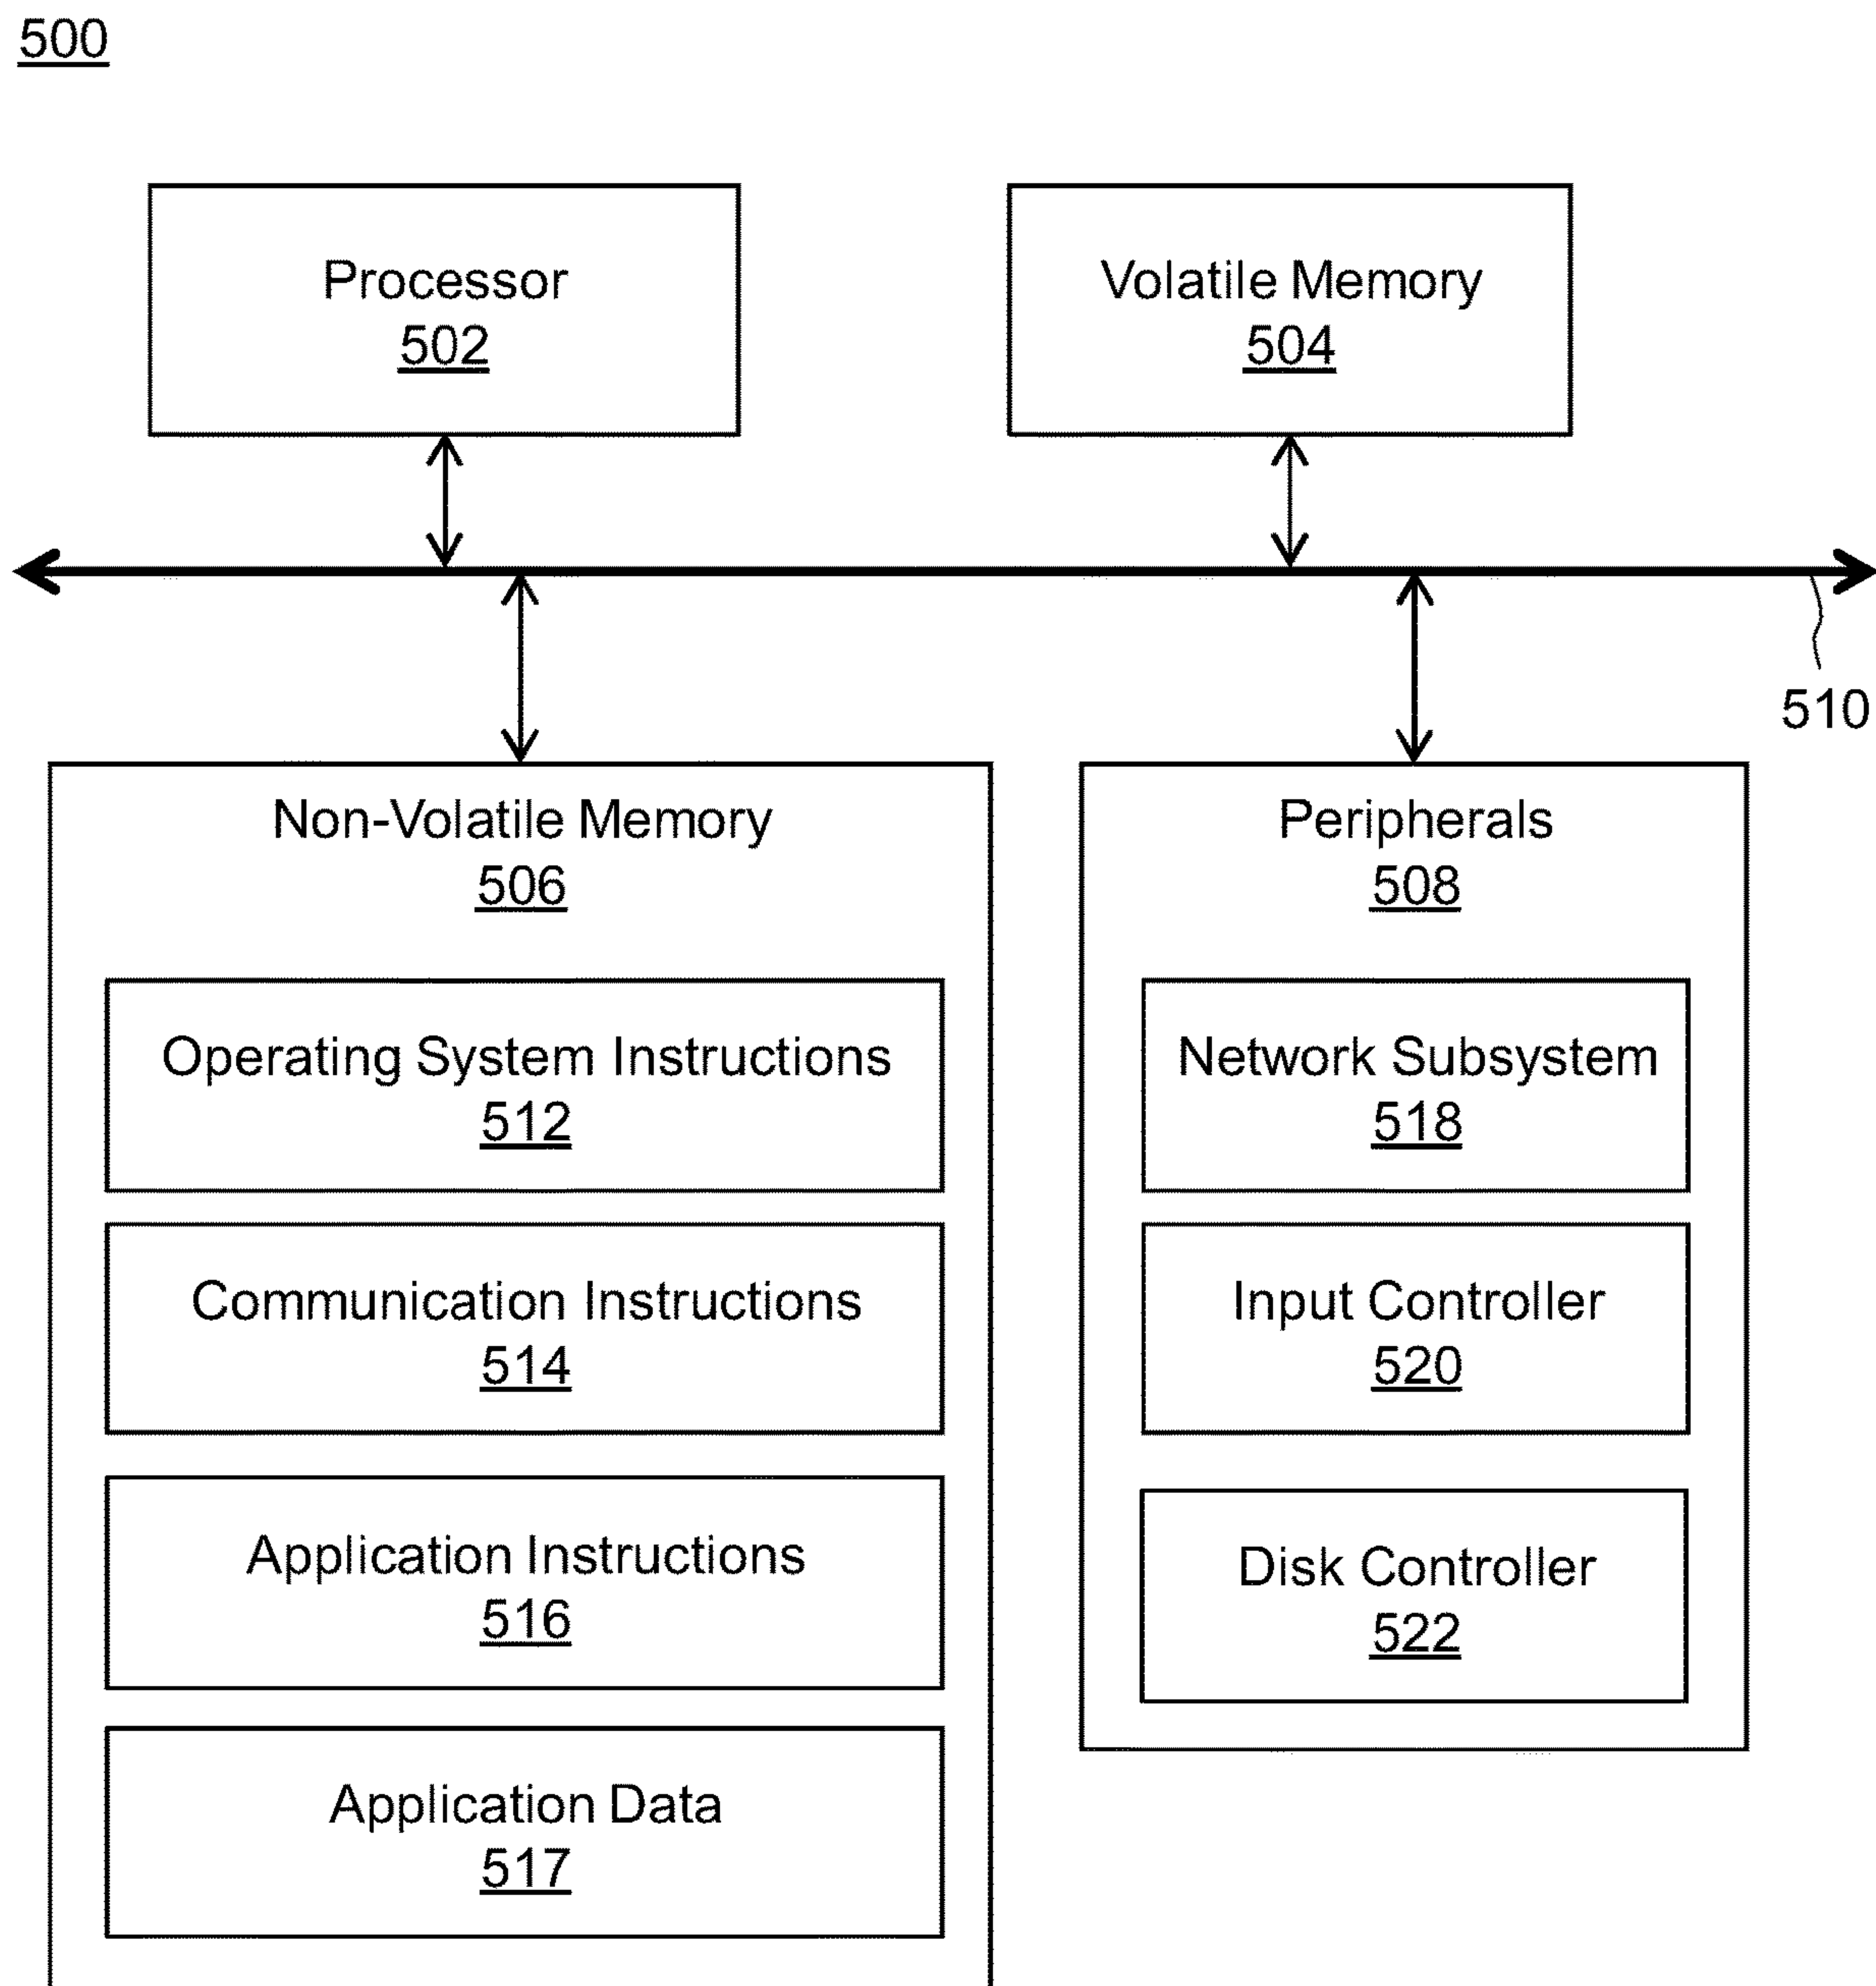 500
Processor
502
Volatile Memory
504
510
Non-Volatile Memory
506
Operating System Instructions
512
Communication Instructions
514
Application Instructions
516
Application Data
517
Peripherals
508
Network Subsystem
518
Input Controller
520
Disk Controller
522